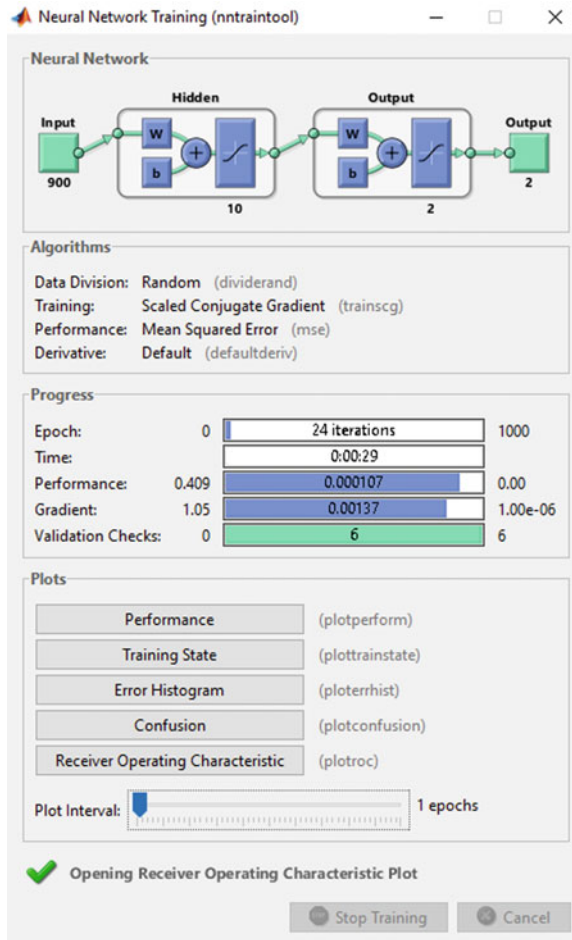 Neural Network Training (nntraintool)
Neural Network
Hidden
Output
Input
W
b
+
W
b
+
Output
900
10
2
2
Algorithms
Data Division: Random (dividerand)
Training: Scaled Conjugate Gradient (trainscg)
Performance: Mean Squared Error (mse)
Derivative: Default (defaultderiv)
Progress
Epoch: 0 24 iterations 1000
Time: 0:00:29
Performance: 0.409 0.000107 0.00
Gradient: 1.05 0.00137 1.00e-06
Validation Checks: 0 6 6
Plots
Performance (plotperform)
Training State (plottrainstate)
Error Histogram (ploterrhist)
Confusion (plotconfusion)
Receiver Operating Characteristic (plotroc)
Plot Interval: 1 epochs
Opening Receiver Operating Characteristic Plot
Stop Training Cancel